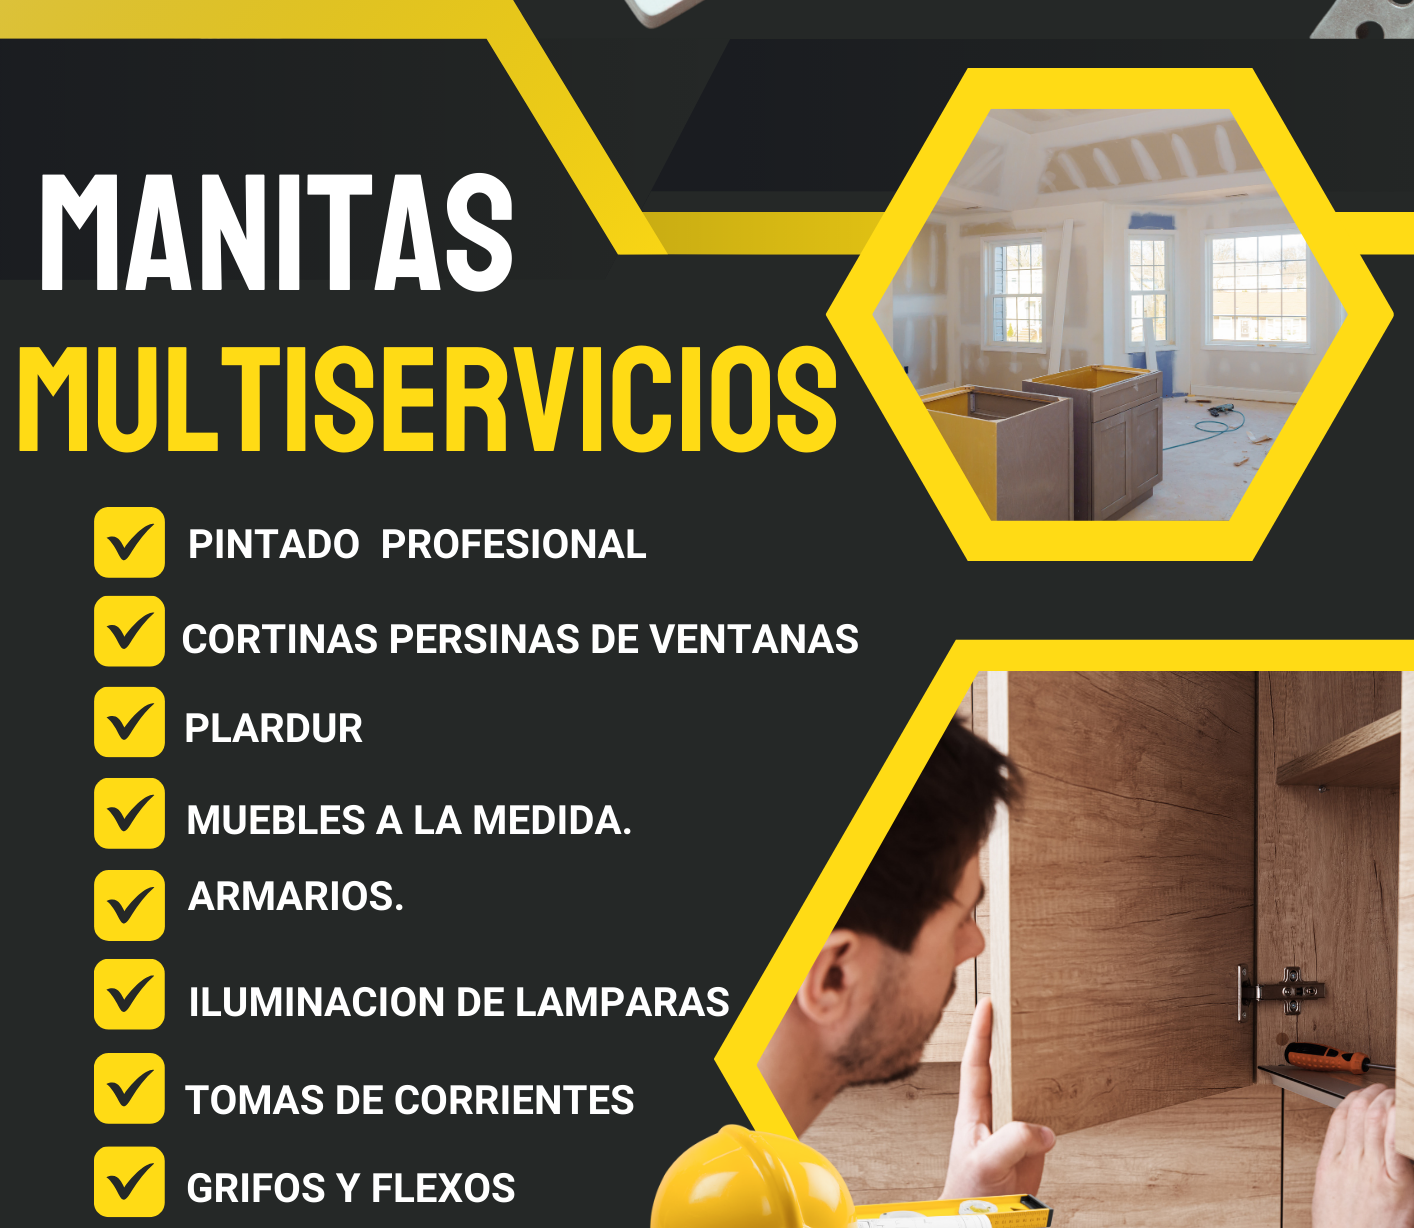 MANITAS
MULTISERVICIOS
PINTADO PROFESIONAL
CORTINAS PERSINAS DE VENTANAS
PLARDUR
MUEBLES A LA MEDIDA.
ARMARIOS.
ILUMINACION DE LAMPARAS
TOMAS DE CORRIENTES
GRIFOS Y FLEXOS